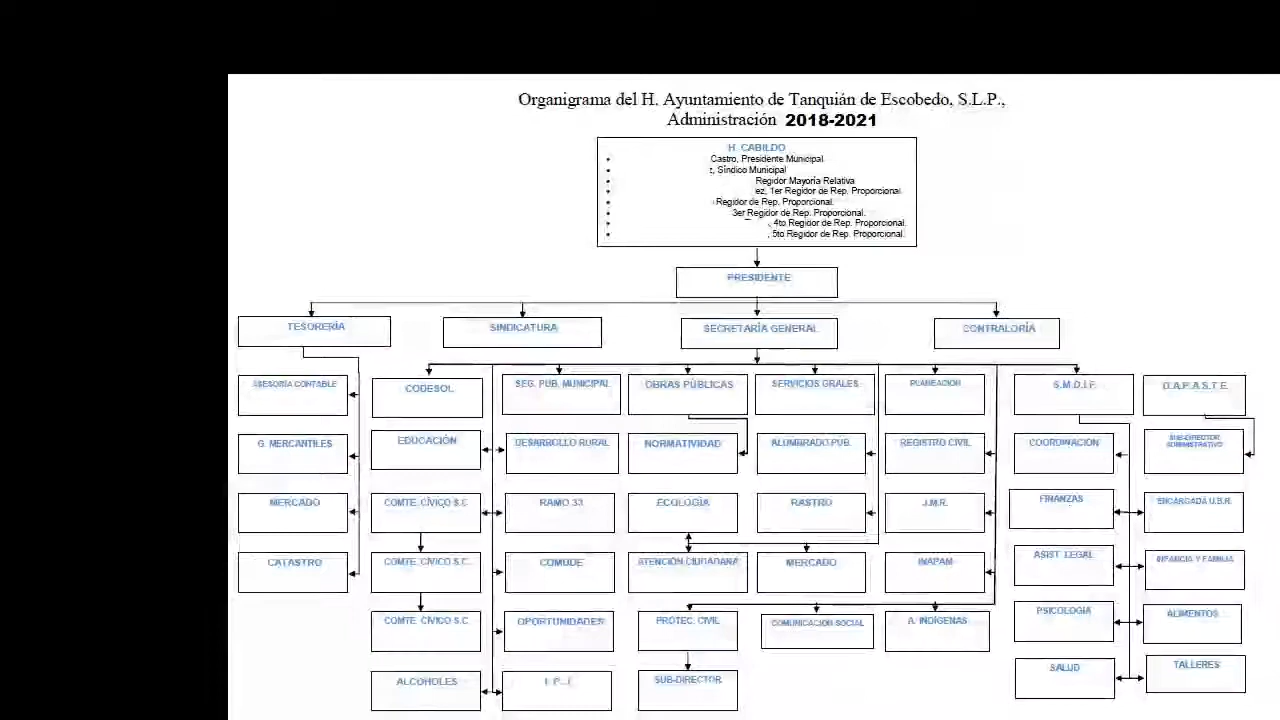 Organigrama del H. Ayuntamiento de Tanquián de Escobedo, S.L.P.,
Administración 2018-2021
H. CABILDO
Castro, Presidente Municipal
, Síndico Municipal
Regidor Mayoría Relativa
ez, 1er Regidor de Rep. Proporcional
Regidor de Rep. Proporcional.
3er Regidor de Rep. Proporcional.
, 4to Regidor de Rep. Proporcional.
, 5to Regidor de Rep. Proporcional.
PRESIDENTE
TESORERÍA
SINDICATURA
SECRETARÍA GENERAL
CONTRALORÍA
ASESORÍA CONTABLE
CODESOL
SEG. PUB. MUNICIPAL
OBRAS PÚBLICAS
SERVICIOS GRALES
PLANEACION
S.M.D.I.F.
D.A.P.A.S.T.E.
G. MERCANTILES
EDUCACIÓN
DESARROLLO RURAL
NORMATIVIDAD
ALUMBRADO PUB.
REGISTRO CIVIL
COORDINACIÓN
SUB-DIRECTOR
ADMINISTRATIVO
MERCADO
COMTE. CÍVICO S.C
RAMO 33
ECOLOGÍA
RASTRO
J.M.R.
FINANZAS
ENCARGADA U.B.R.
CATASTRO
COMTE. CÍVICO S.C.
COMUDE
ATENCIÓN CIUDADANA
MERCADO
INAPAM
ASIST. LEGAL
INFANCIA Y FAMILIA
COMTE. CÍVICO S.C
OPORTUNIDADES
PROTEC. CIVIL
COMUNICACIÓN SOCIAL
A. INDÍGENAS
PSICOLOGIA
ALIMENTOS
ALCOHOLES
SUB-DIRECTOR
SALUD
TALLERES